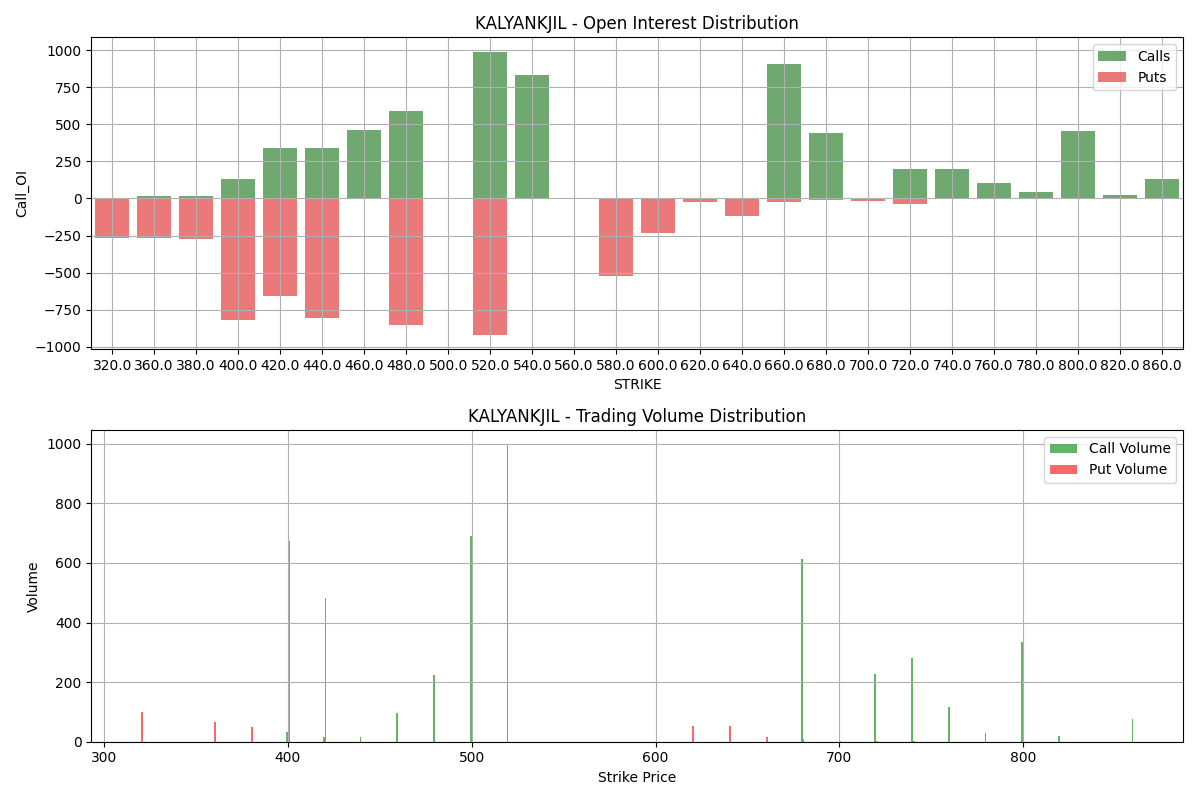 KALYANKJIL - Open Interest Distribution
Calls
Puts
Call_OI
1000
750
500
250
0
−250
−500
−750
−1000
320.0 360.0 380.0 400.0 420.0 440.0 460.0 480.0 500.0 520.0 540.0 560.0 580.0 600.0 620.0 640.0 660.0 680.0 700.0 720.0 740.0 760.0 780.0 800.0 820.0 860.0
STRIKE
KALYANKJIL - Trading Volume Distribution
Call Volume
Put Volume
Volume
1000
800
600
400
200
0
300 400 500 600 700 800
Strike Price